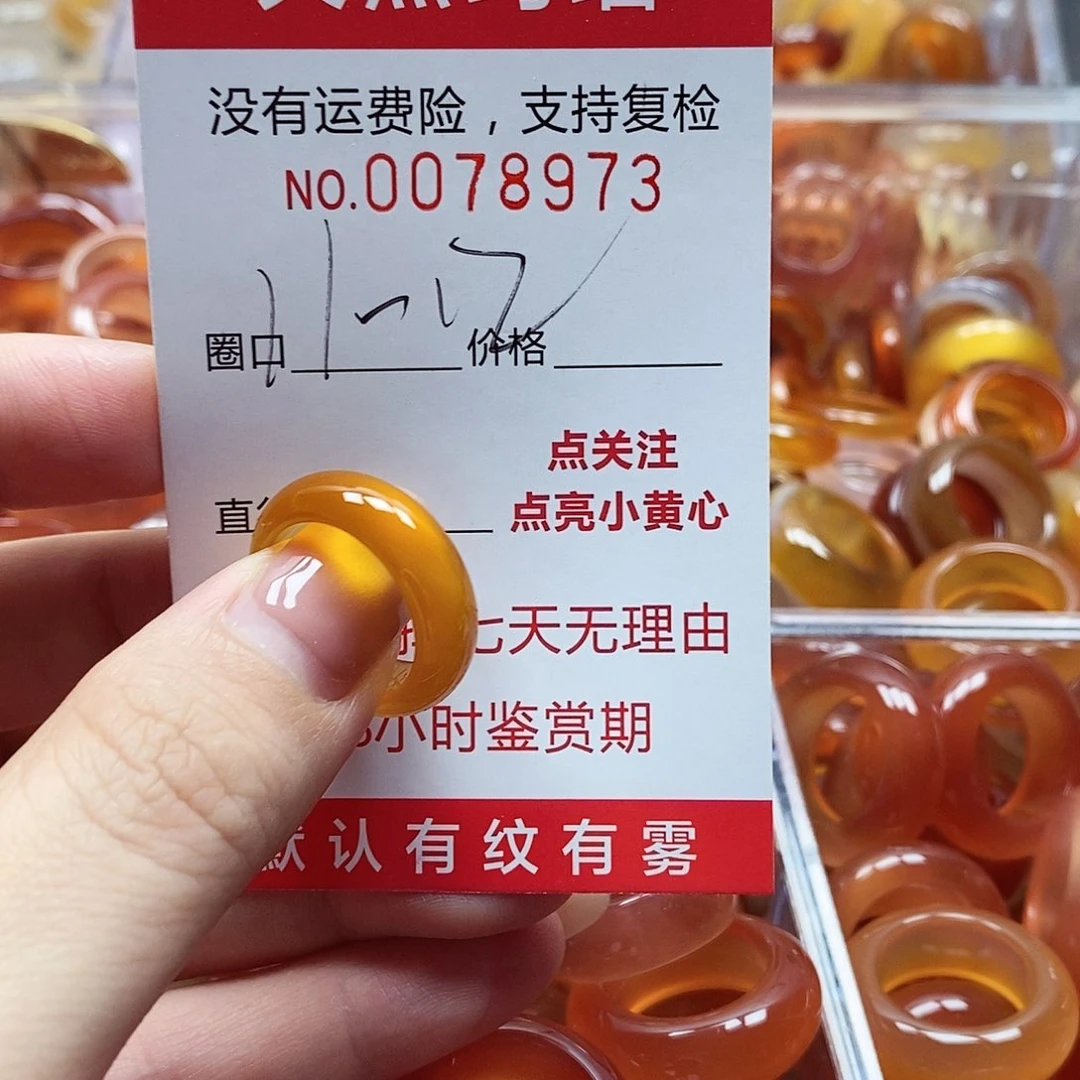 没有运费险，支持复检
NO.0078973
圈口 价格
直
点关注
点亮小黄心
七天无理由
小时鉴赏期
默认有纹有雾